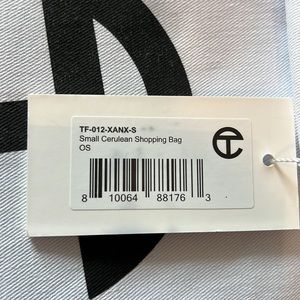 TF-012-XANX-S
Small Cerulean Shopping Bag
OS
8 10064 88176 3